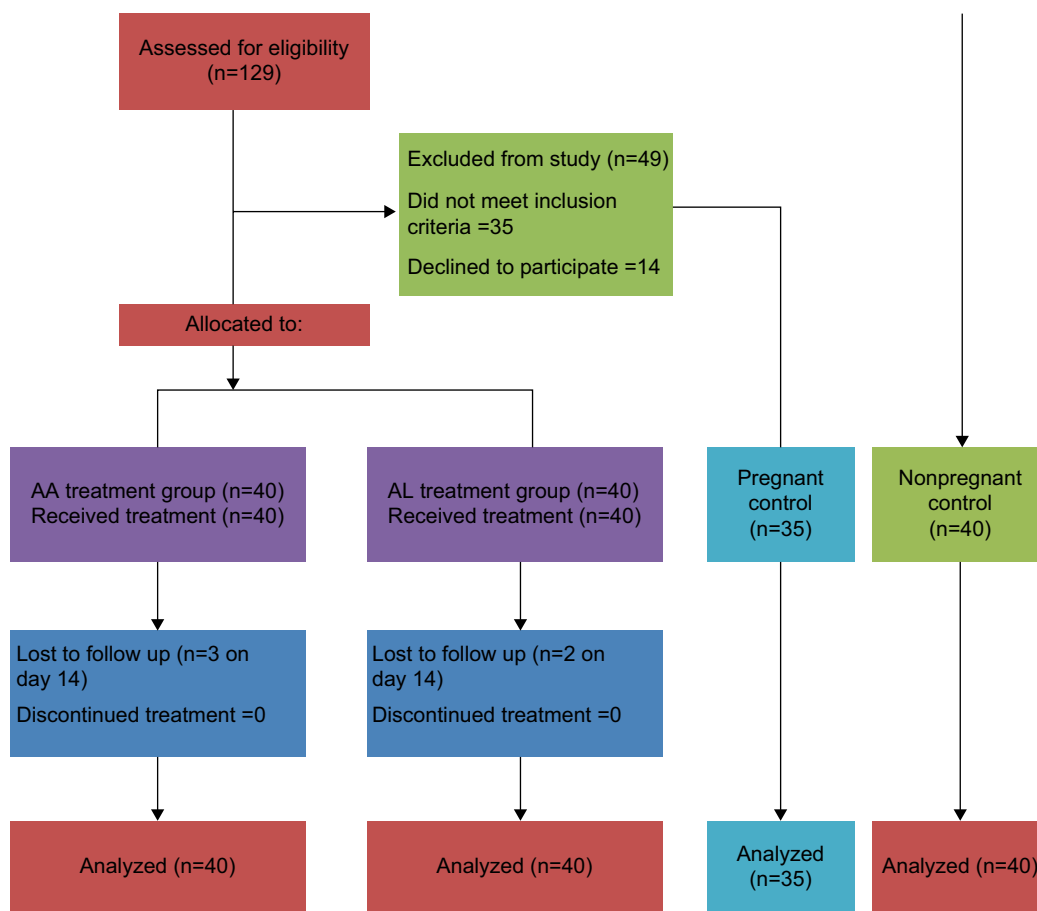 Assessed for eligibility
(n=129)
Excluded from study (n=49)
Did not meet inclusion
criteria =35
Declined to participate =14
Allocated to:
AA treatment group (n=40)
Received treatment (n=40)
AL treatment group (n=40)
Received treatment (n=40)
Pregnant
control
(n=35)
Nonpregnant
control
(n=40)
Lost to follow up (n=3 on
day 14)
Discontinued treatment =0
Lost to follow up (n=2 on
day 14)
Discontinued treatment =0
Analyzed (n=40)
Analyzed (n=40)
Analyzed
(n=35)
Analyzed (n=40)